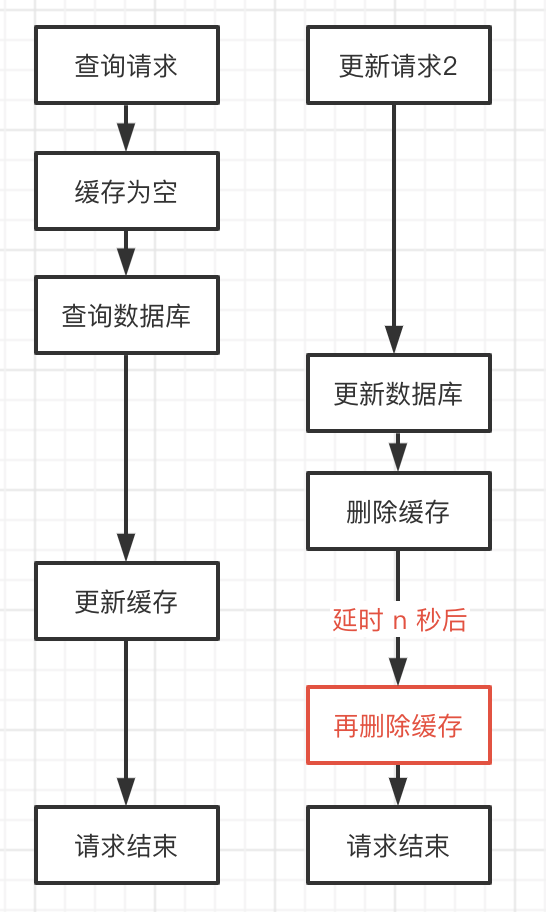 查询请求
缓存为空
查询数据库
更新缓存
请求结束
更新请求2
更新数据库
删除缓存
延时 n 秒后
再删除缓存
请求结束